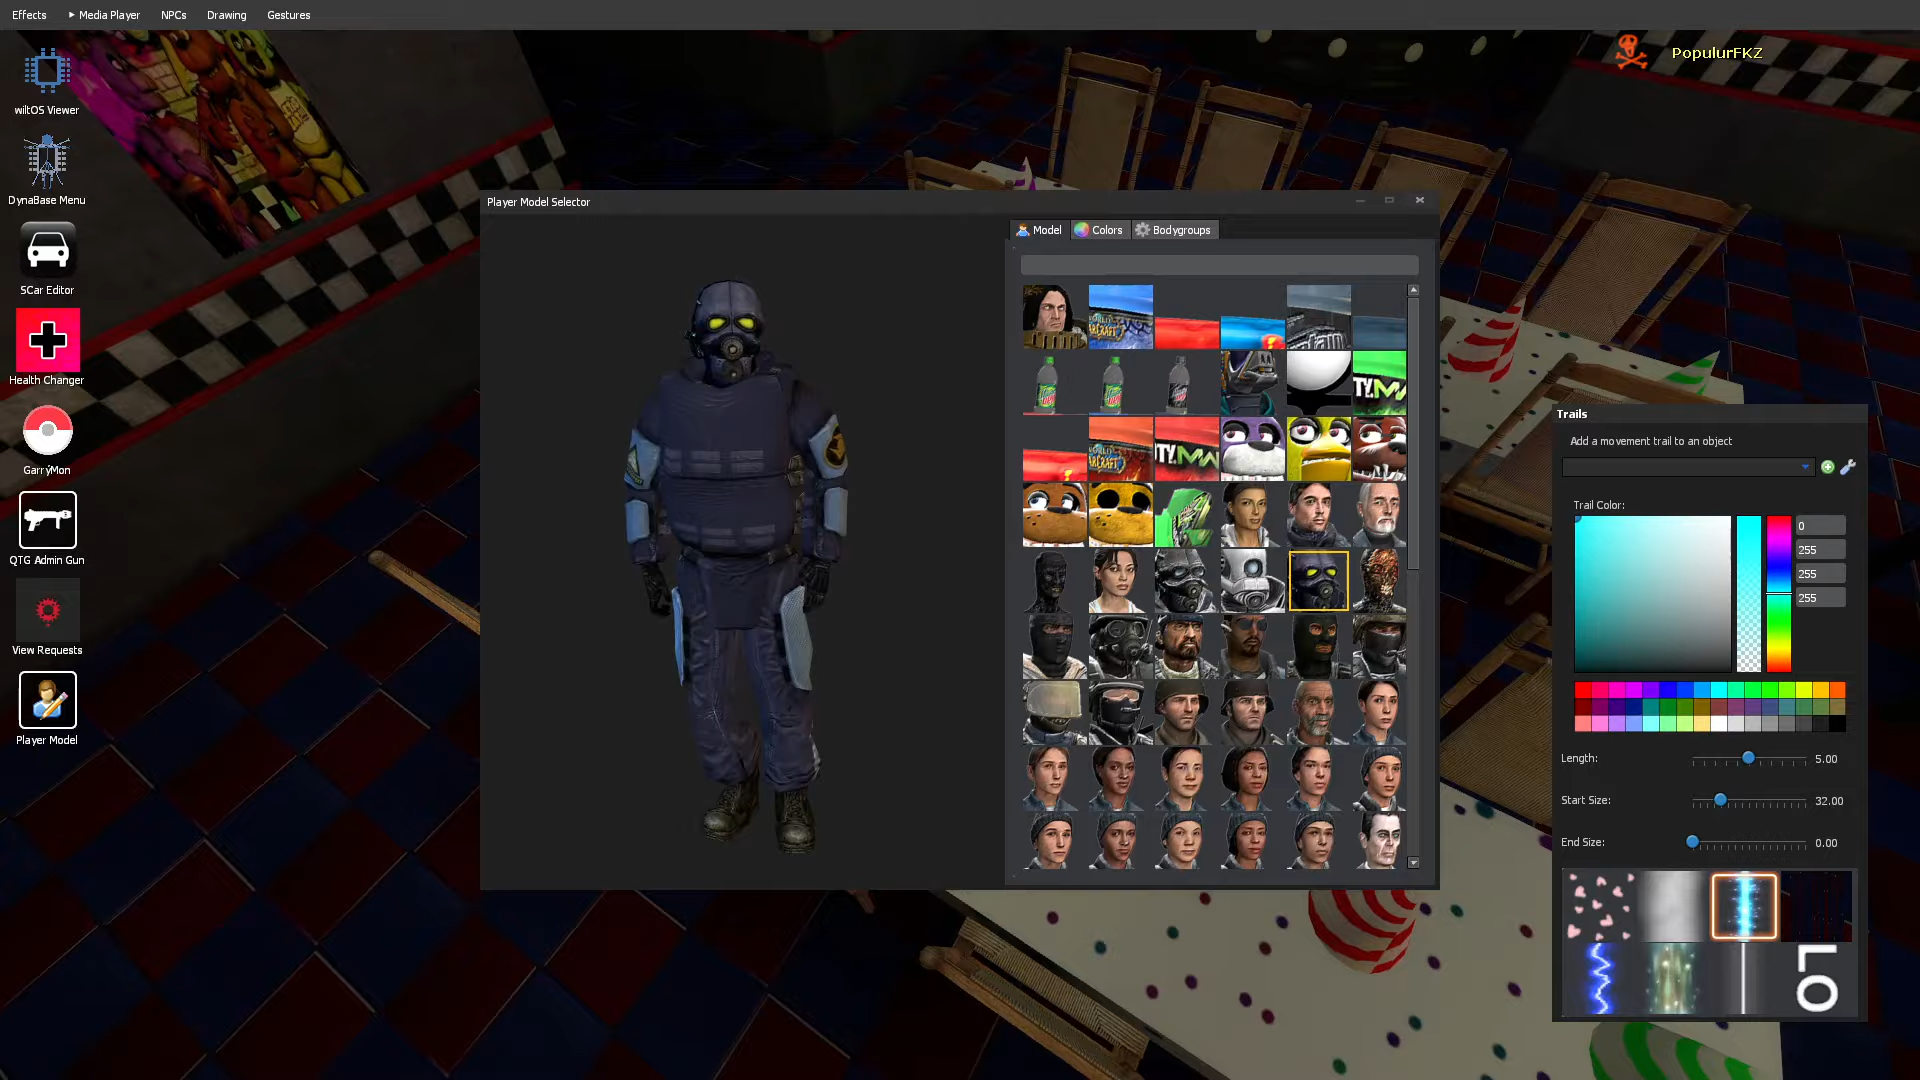 Effects
Media Player
NPCs
Drawing
Gestures
PopulurFKZ
wiltOS Viewer
DynaBase Menu
SCar Editor
Health Changer
GarryMon
QTG Admin Gun
View Requests
Player Model
Player Model Selector
Model
Colors
Bodygroups
Trails
Add a movement trail to an object
Trail Color:
0
255
255
255
Length:
5.00
Start Size:
32.00
End Size:
0.00
LO